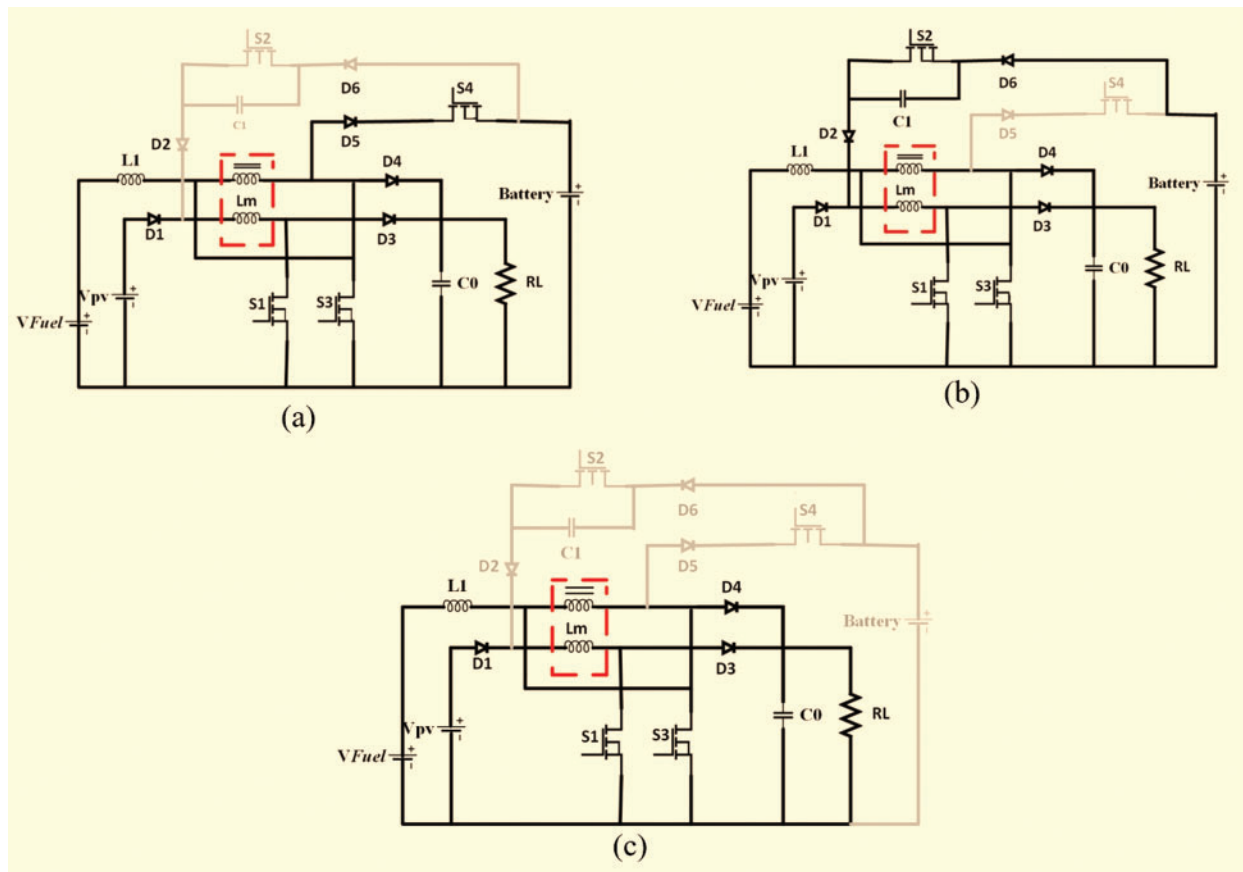 S2
D6
S4
C1
D5
D2
L1
D4
Battery
Lm
D1
D3
Vpv
S1
S3
C0
RL
VFuel
(a)
S2
D6
S4
C1
D5
D2
L1
D4
Battery
Lm
D1
D3
Vpv
S1
S3
C0
RL
VFuel
(b)
S2
D6
S4
C1
D5
D2
L1
D4
Battery
Lm
D1
D3
Vpv
S1
S3
C0
RL
VFuel
(c)